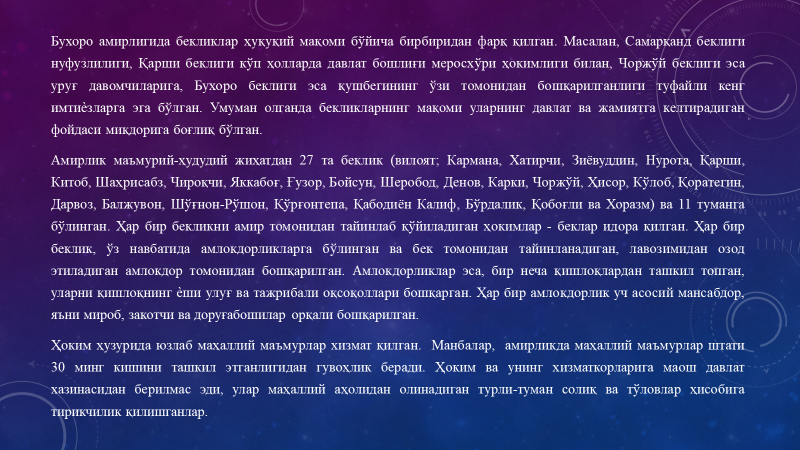 Бухоро амирлигида бекликлар ҳуқуқий мақоми бўйича бирбиридан фарқ қилган. Масалан, Самарқанд беклиги
нуфузлилиги, Қарши беклиги кўп ҳолларда давлат бошлиғи меросхўри ҳокимлиги билан, Чоржўй беклиги эса
уруғ давомчиларига, Бухоро беклиги эса қушбегининг ўзи томонидан бошқарилганлиги туфайли кенг
имтиѐзларга эга бўлган. Умуман олганда бекликларнинг мақоми уларнинг давлат ва жамиятга келтирадиган
фойдаси миқдорига боғлиқ бўлган.
Амирлик маъмурий-ҳудудий жиҳатдан 27 та беклик (вилоят; Кармана, Хатирчи, Зиёвуддин, Нурота, Қарши,
Китоб, Шаҳрисабз, Чироқчи, Яккабоғ, Ғузор, Бойсун, Шеробод, Денов, Карки, Чоржўй, Ҳисор, Кўлоб, Қоратегин,
Дарвоз, Балжувон, Шўғнон-Рўшон, Қўрғонтепа, Қабодиён Калиф, Бўрдалик, Қобоғли ва Хоразм) ва 11 туманга
бўлинган. Ҳар бир бекликни амир томонидан тайинлаб қўйиладиган ҳокимлар - беклар идора қилган. Ҳар бир
беклик, ўз навбатида амлокдорликларга бўлинган ва бек томонидан тайинланадиган, лавозимидан озод
этиладиган амлокдор томонидан бошқарилган. Амлокдорликлар эса, бир неча қишлоқлардан ташкил топган,
уларни қишлоқнинг ѐши улуғ ва тажрибали оқсоқоллари бошқарган. Ҳар бир амлокдорлик уч асосий мансабдор,
яъни мироб, закотчи ва доруғабошилар орқали бошқарилган.
Ҳоким ҳузурида юзлаб маҳаллий маъмурлар хизмат қилган. Манбалар, амирликда маҳаллий маъмурлар штати
30 минг кишини ташкил этганлигидан гувоҳлик беради. Ҳоким ва унинг хизматкорларига маош давлат
хазинасидан берилмас эди, улар маҳаллий аҳолидан олинадиган турли-туман солиқ ва тўловлар ҳисобига
тирикчилик қилишганлар.